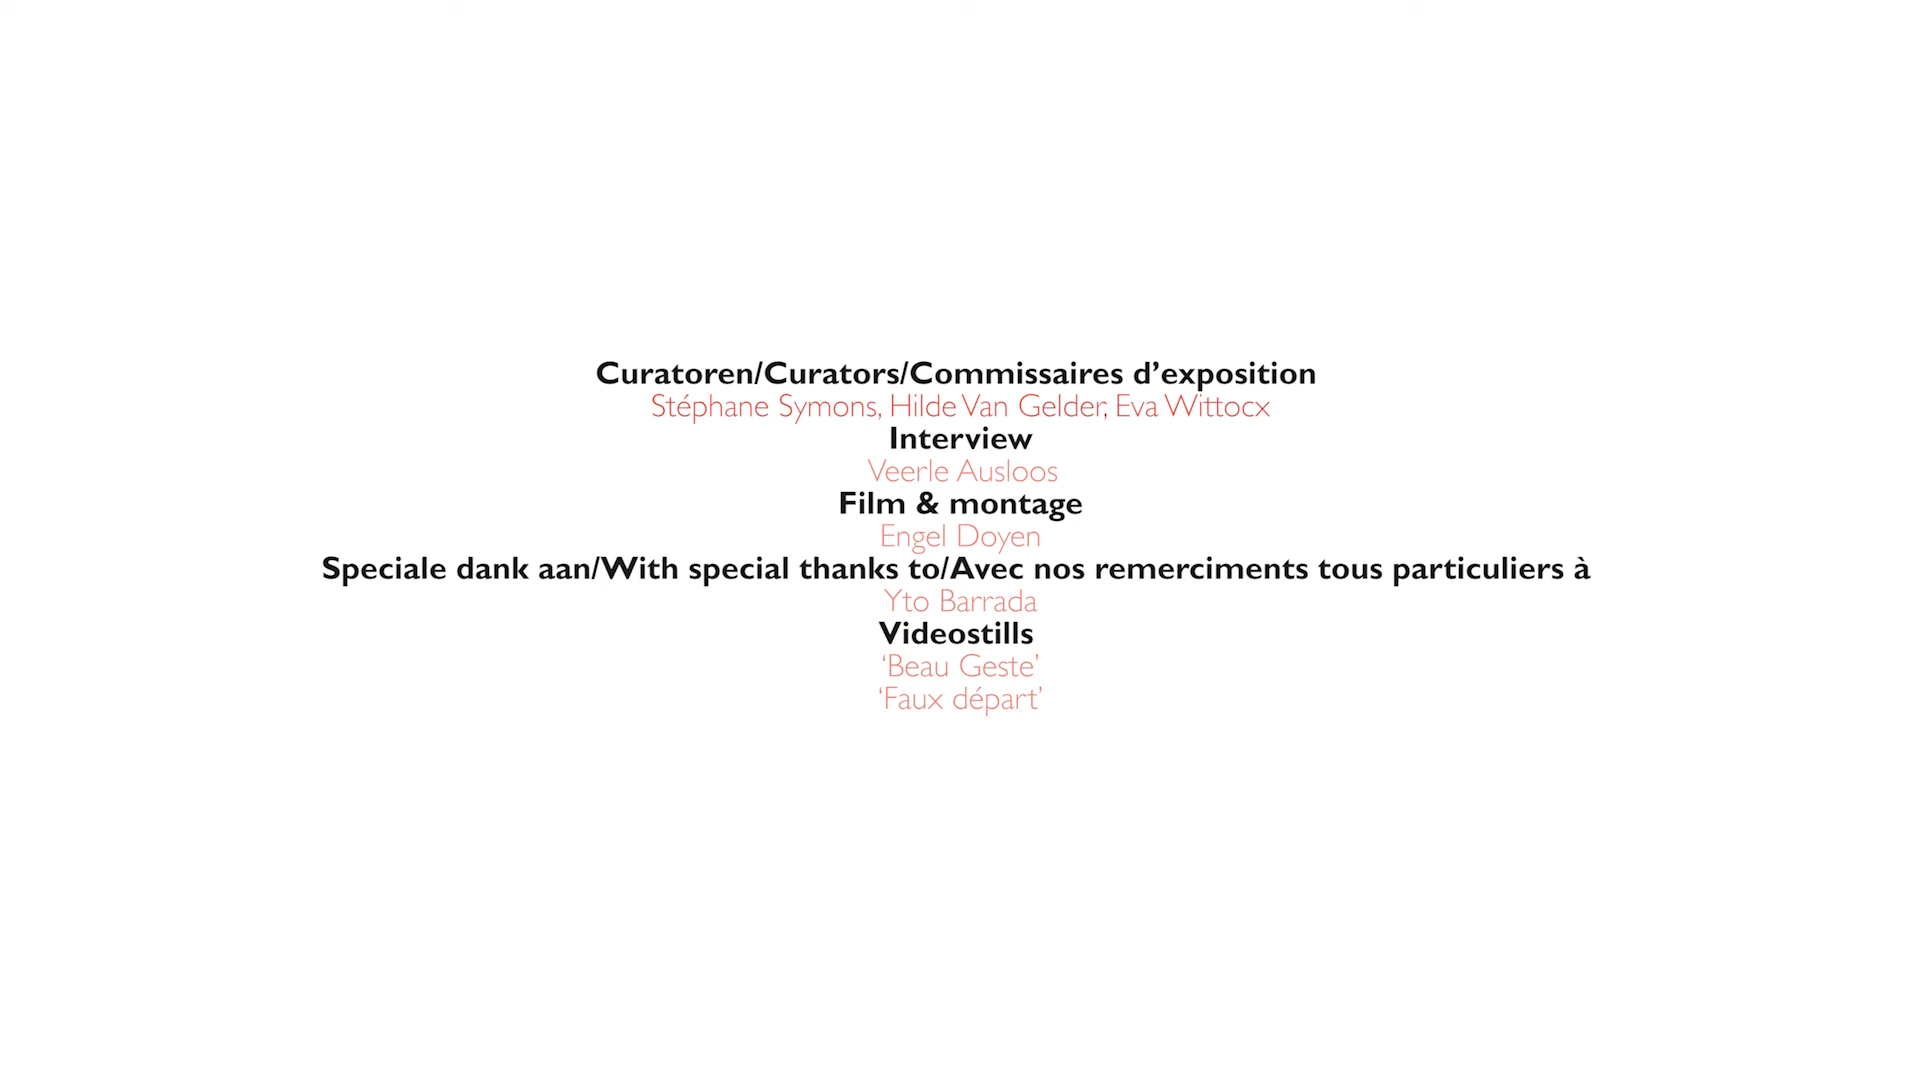 Curatoren/Curators/Commissaires d’exposition
Stéphane Symons, Hilde Van Gelder, Eva Wittocx
Interview
Veerle Ausloos
Film & montage
Engel Doyen
Speciale dank aan/With special thanks to/Avec nos remerciments tous particuliers à
Yto Barrada
Videostills
‘Beau Geste’
‘Faux départ’